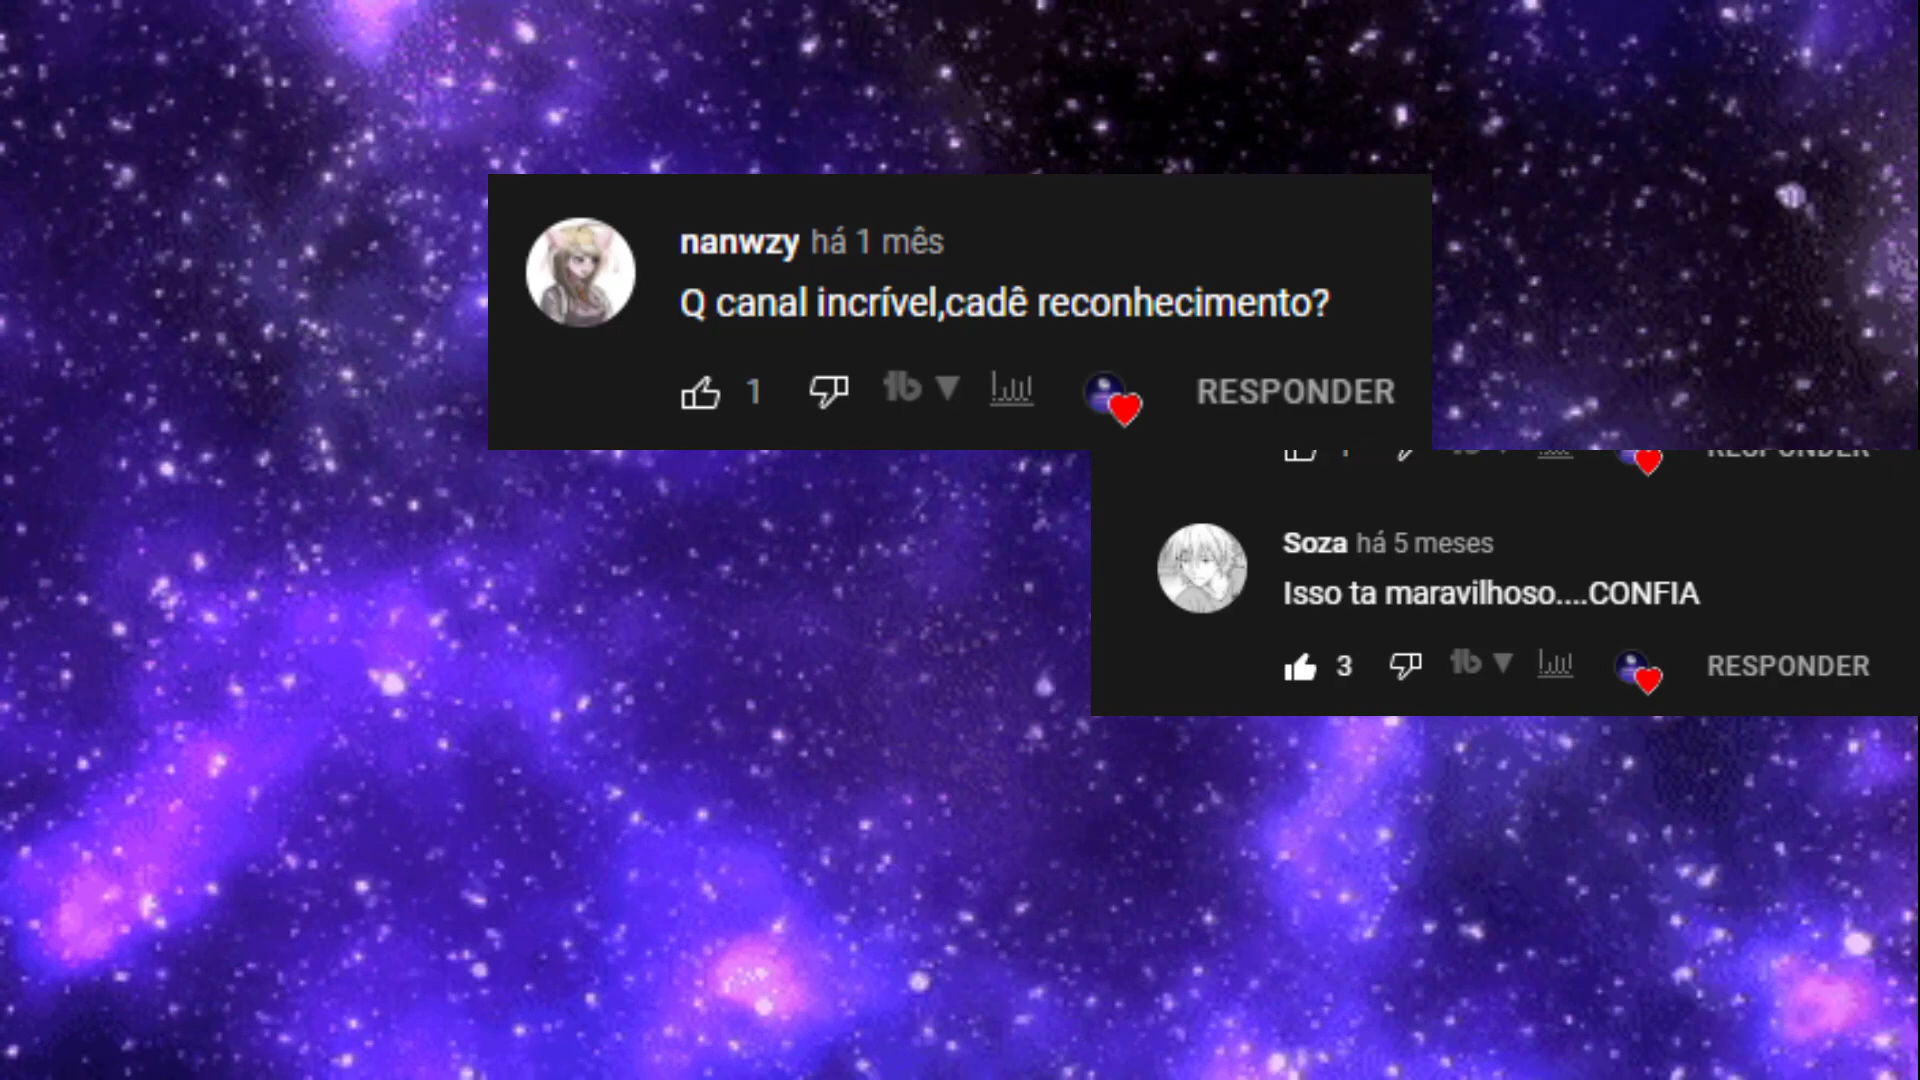 nanwzy há 1 mês
Q canal incrível,cadê reconhecimento?
1 RESPONDER
RESPONDER
Soza há 5 meses
Isso ta maravilhoso....CONFIA
3 RESPONDER